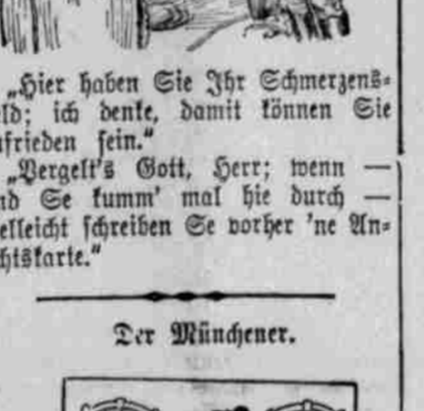 „Hier haben Sie Ihr Schmerzens-
ld; ich denke, damit können Sie
frieden sein.“
„Vergelt's Gott, Herr; wenn —
nd Se kumm' mal hie durch —
elleicht schreiben Se vorher 'ne An-
chtskarte.“
Der Münchener.